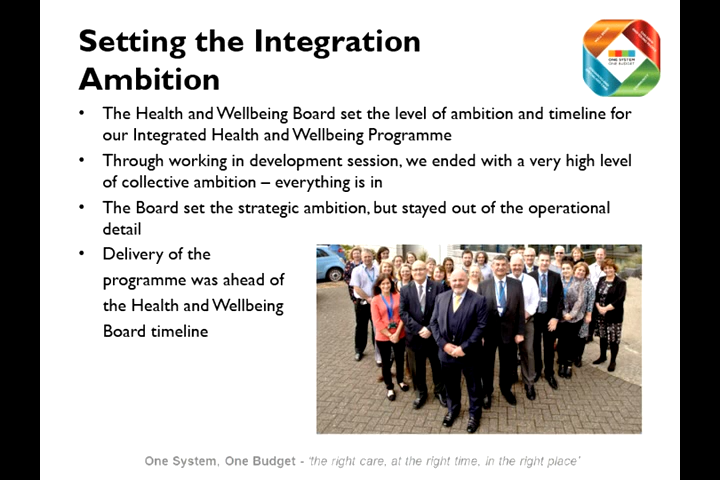 Setting the Integration
Ambition
ONE SYSTEM
ONE BUDGET
• The Health and Wellbeing Board set the level of ambition and timeline for
our Integrated Health and Wellbeing Programme
• Through working in development session, we ended with a very high level
of collective ambition – everything is in
• The Board set the strategic ambition, but stayed out of the operational
detail
• Delivery of the
programme was ahead of
the Health and Wellbeing
Board timeline
One System, One Budget - ‘the right care, at the right time, in the right place’